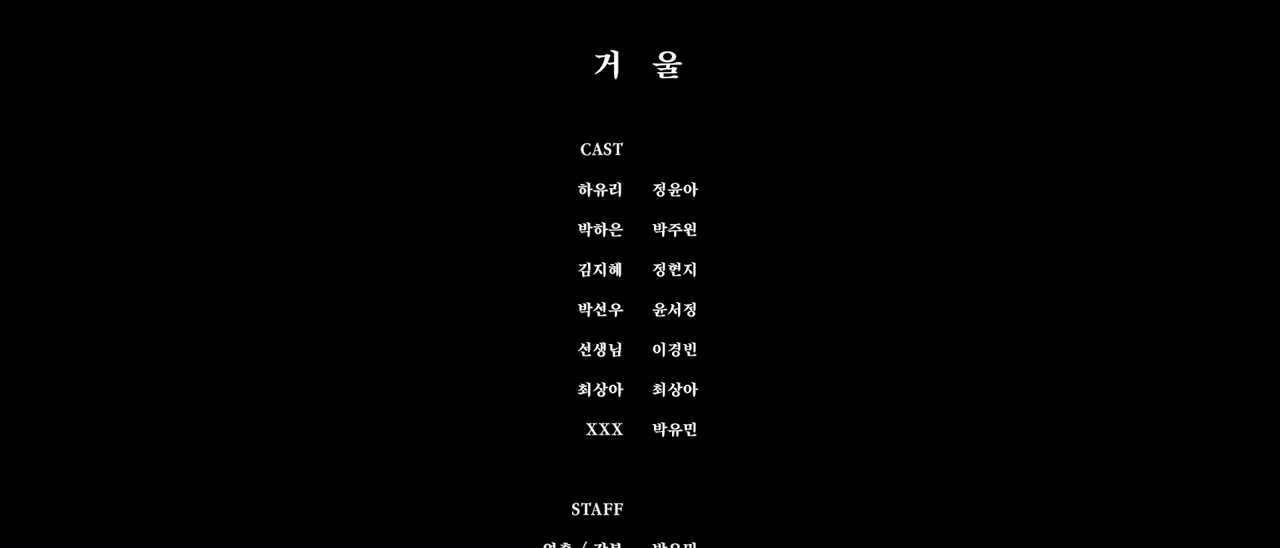 거 울
CAST
하유리 정윤아
박하은 박주원
김지혜 정현지
박선우 윤서정
선생님 이경빈
최상아 최상아
XXX 박유민
STAFF